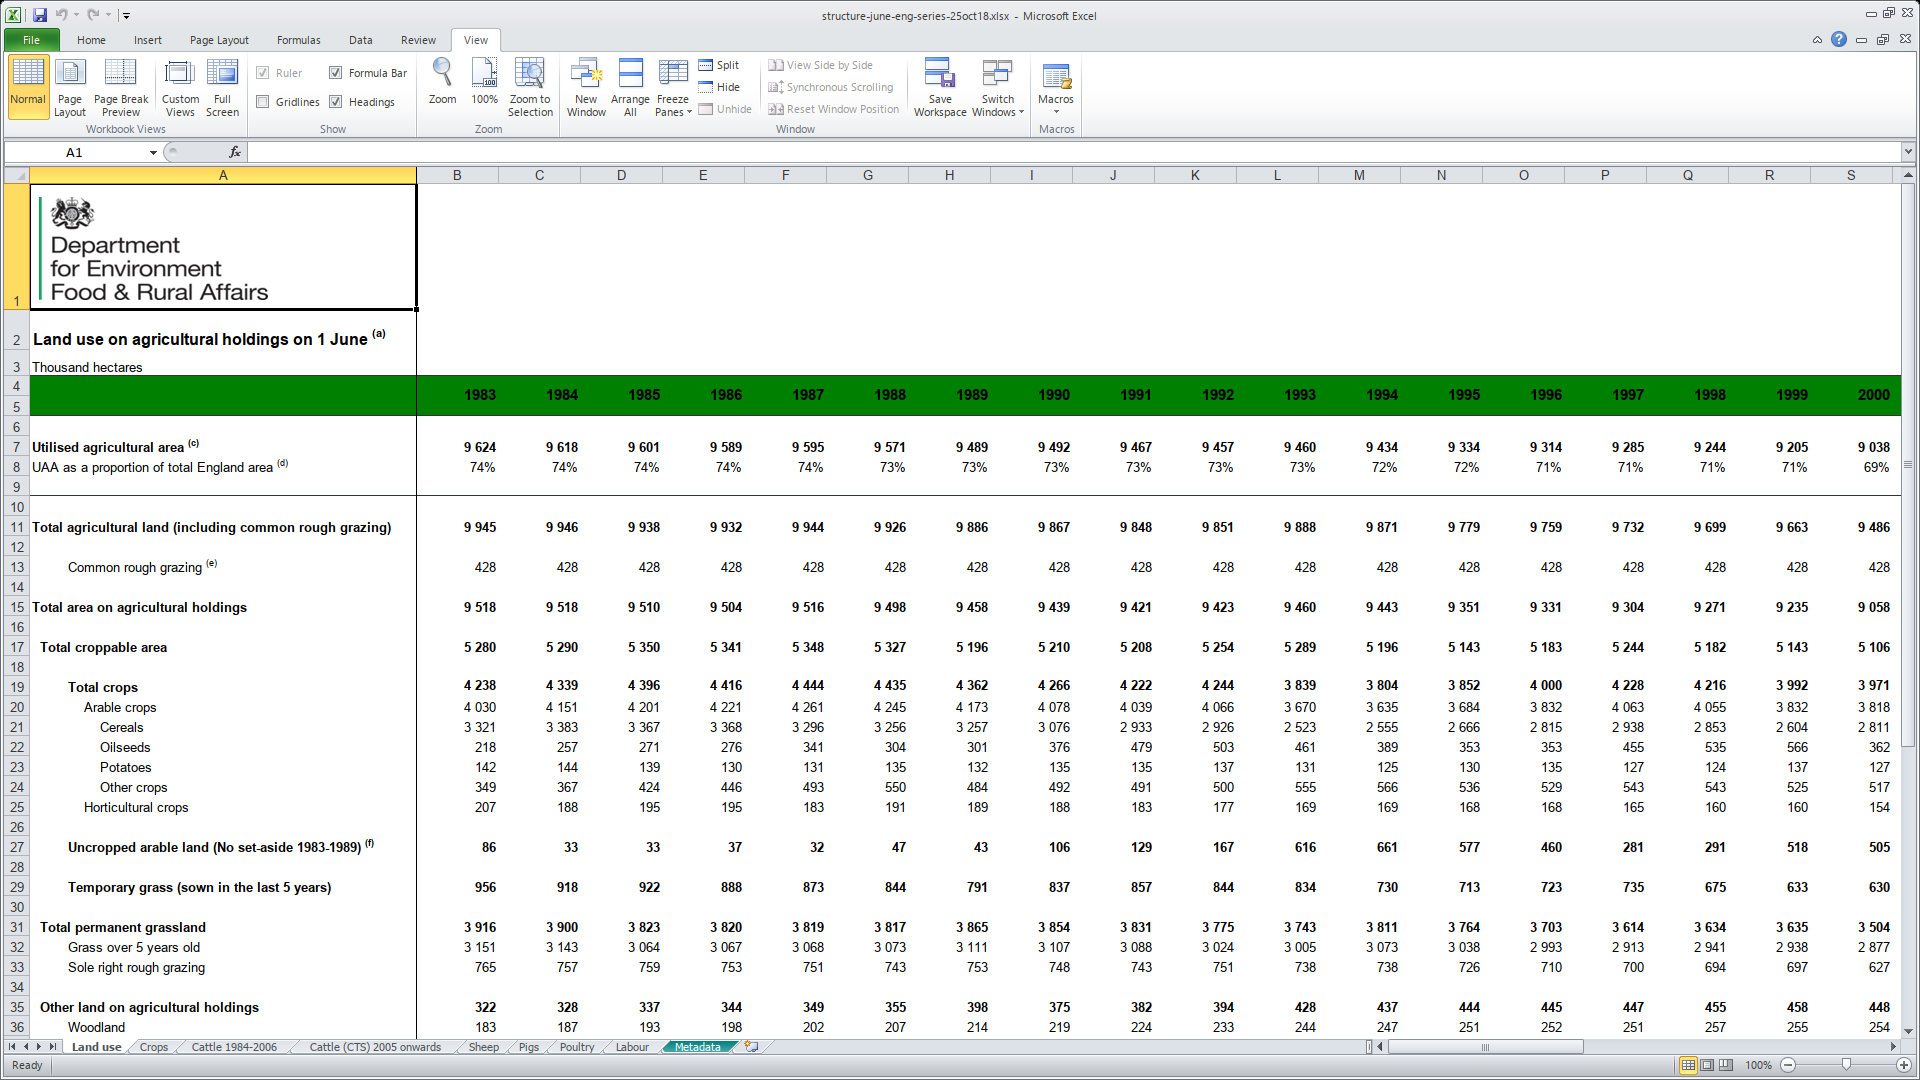 structure-june-eng-series-25oct18.xlsx - Microsoft Excel
File Home Insert Page Layout Formulas Data Review View
Normal Page Layout Page Break Preview Custom Views Full Screen
Workbook Views
Ruler Formula Bar
Gridlines Headings
Show
Zoom 100% Zoom to Selection
Zoom
New Window Arrange All Freeze Panes
Split
Hide
Unhide
View Side by Side
Synchronous Scrolling
Reset Window Position
Save Workspace Switch Windows
Window
Macros
Macros
A1 fx
A B C D E F G H I J K L M N O P Q R S
Department
for Environment
Food & Rural Affairs
1
2 Land use on agricultural holdings on 1 June (a)
3 Thousand hectares
4 1983 1984 1985 1986 1987 1988 1989 1990 1991 1992 1993 1994 1995 1996 1997 1998 1999 2000
5
6
7 Utilised agricultural area (c) 9 624 9 618 9 601 9 589 9 595 9 571 9 489 9 492 9 467 9 457 9 460 9 434 9 334 9 314 9 285 9 244 9 205 9 038
8 UAA as a proportion of total England area (d) 74% 74% 74% 74% 74% 73% 73% 73% 73% 73% 73% 72% 72% 71% 71% 71% 71% 69%
9
10
11 Total agricultural land (including common rough grazing) 9 945 9 946 9 938 9 932 9 944 9 926 9 886 9 867 9 848 9 851 9 888 9 871 9 779 9 759 9 732 9 699 9 663 9 486
12
13 Common rough grazing (e) 428 428 428 428 428 428 428 428 428 428 428 428 428 428 428 428 428 428
14
15 Total area on agricultural holdings 9 518 9 518 9 510 9 504 9 516 9 498 9 458 9 439 9 421 9 423 9 460 9 443 9 351 9 331 9 304 9 271 9 235 9 058
16
17 Total croppable area 5 280 5 290 5 350 5 341 5 348 5 327 5 196 5 210 5 208 5 254 5 289 5 196 5 143 5 183 5 244 5 182 5 143 5 106
18
19 Total crops 4 238 4 339 4 396 4 416 4 444 4 435 4 362 4 266 4 222 4 244 3 839 3 804 3 852 4 000 4 228 4 216 3 992 3 971
20 Arable crops 4 030 4 151 4 201 4 221 4 261 4 245 4 173 4 078 4 039 4 066 3 670 3 635 3 684 3 832 4 063 4 055 3 832 3 818
21 Cereals 3 321 3 383 3 367 3 368 3 296 3 256 3 257 3 076 2 933 2 926 2 523 2 555 2 666 2 815 2 938 2 853 2 604 2 811
22 Oilseeds 218 257 271 276 341 304 301 376 479 503 461 389 353 353 455 535 566 362
23 Potatoes 142 144 139 130 131 135 132 135 135 137 131 125 130 135 127 124 137 127
24 Other crops 349 367 424 446 493 550 484 492 491 500 555 566 536 529 543 543 525 517
25 Horticultural crops 207 188 195 195 183 191 189 188 183 177 169 169 168 168 165 160 160 154
26
27 Uncropped arable land (No set-aside 1983-1989) (f) 86 33 33 37 32 47 43 106 129 167 616 661 577 460 281 291 518 505
28
29 Temporary grass (sown in the last 5 years) 956 918 922 888 873 844 791 837 857 844 834 730 713 723 735 675 633 630
30
31 Total permanent grassland 3 916 3 900 3 823 3 820 3 819 3 817 3 865 3 854 3 831 3 775 3 743 3 811 3 764 3 703 3 614 3 634 3 635 3 504
32 Grass over 5 years old 3 151 3 143 3 064 3 067 3 068 3 073 3 111 3 107 3 088 3 024 3 005 3 073 3 038 2 993 2 913 2 941 2 938 2 877
33 Sole right rough grazing 765 757 759 753 751 743 753 748 743 751 738 738 726 710 700 694 697 627
34
35 Other land on agricultural holdings 322 328 337 344 349 355 398 375 382 394 428 437 444 445 447 455 458 448
36 Woodland 183 187 193 198 202 207 214 219 224 233 244 247 251 252 251 257 255 254
Land use Crops Cattle 1984-2006 Cattle (CTS) 2005 onwards Sheep Pigs Poultry Labour Metadata
Ready 100%